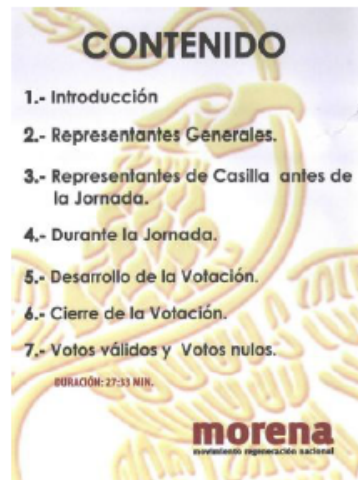 CONTENIDO
1.- Introducción
2.- Representantes Generales.
3.- Representantes de Casilla antes de
la Jornada.
4.- Durante la Jornada.
5.- Desarrollo de la Votación.
6.- Cierre de la Votación.
7.- Votos válidos y Votos nulos.
DURACIÓN: 27:33 MIN.
morena
movimiento regeneración nacional